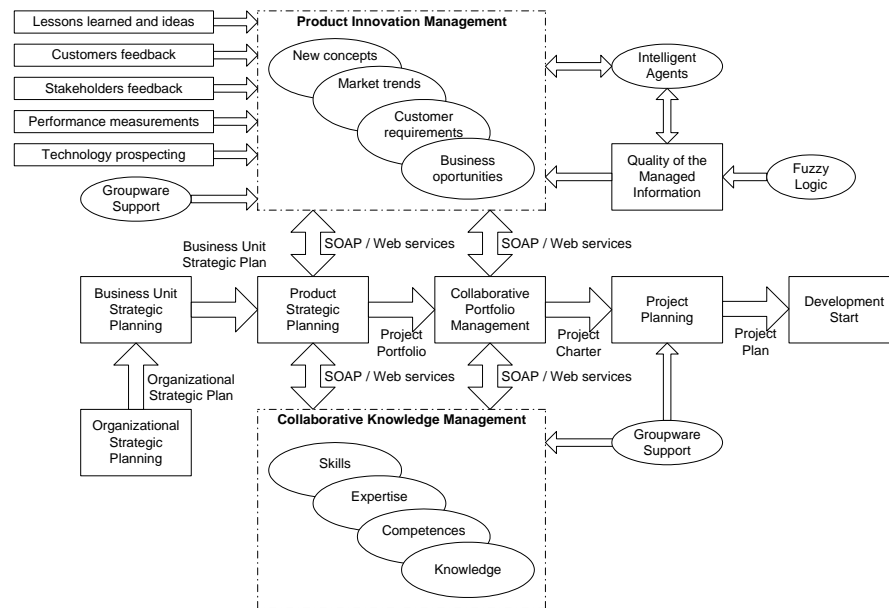 Lessons learned and ideas
Customers feedback
Stakeholders feedback
Performance measurements
Technology prospecting
Groupware
Support
Product Innovation Management
New concepts
Market trends
Customer
requirements
Business
oportunities
Intelligent
Agents
Quality of the
Managed
Information
Fuzzy
Logic
Business Unit
Strategic Plan
SOAP / Web services
SOAP / Web services
Business Unit
Strategic
Planning
Product
Strategic
Planning
Project
Portfolio
Collaborative
Portfolio
Management
Project
Charter
Project
Planning
Project
Plan
Development
Start
Organizational
Strategic Plan
SOAP / Web services
SOAP / Web services
Organizational
Strategic
Planning
Collaborative Knowledge Management
Skills
Expertise
Competences
Knowledge
Groupware
Support